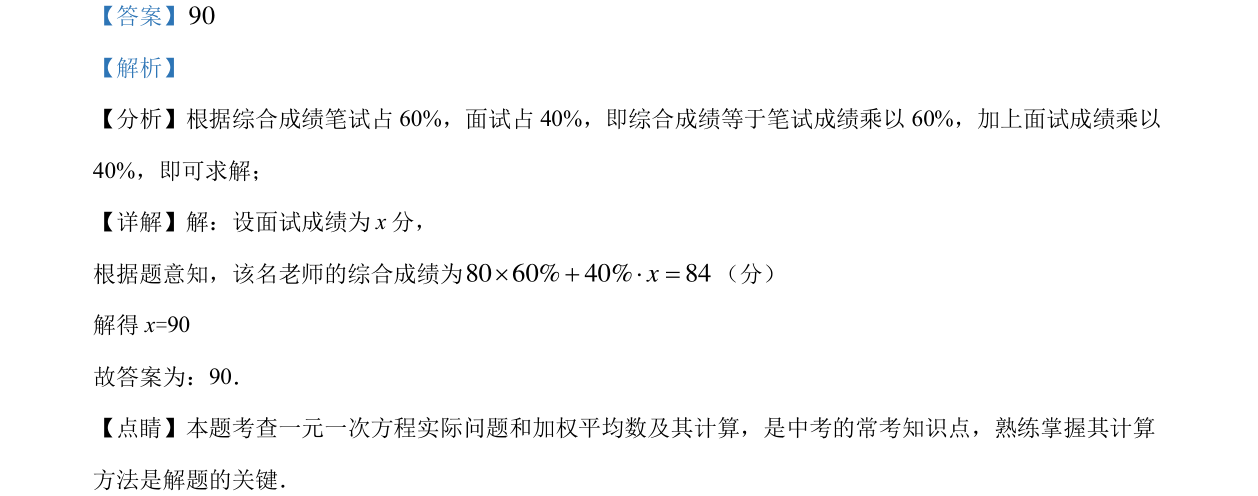 【答案】90
【解析】
【分析】根据综合成绩笔试占 60%，面试占 40%，即综合成绩等于笔试成绩乘以 60%，加上面试成绩乘以
40%，即可求解；
【详解】解：设面试成绩为 x 分，
根据题意知，该名老师的综合成绩为80×60%+40%·x=84（分）
解得 x=90
故答案为：90．
【点睛】本题考查一元一次方程实际问题和加权平均数及其计算，是中考的常考知识点，熟练掌握其计算
方法是解题的关键．